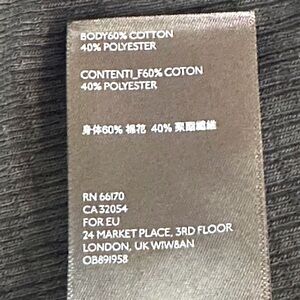 BODY60% COTTON
40% POLYESTER
CONTENTI_F60% COTON
40% POLYESTER
身体60% 棉花 40% 聚酯纖維
RN 66170
CA 32054
FOR EU
24 MARKET PLACE, 3RD FLOOR
LONDON, UK W1W8AN
OB891958